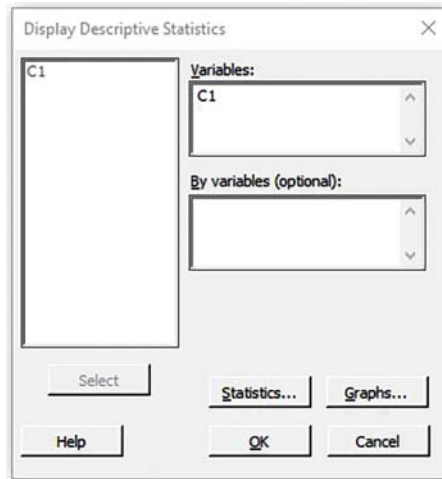 Display Descriptive Statistics
C1
Variables:
C1
By variables (optional):
Select
Statistics...
Graphs...
Help
OK
Cancel